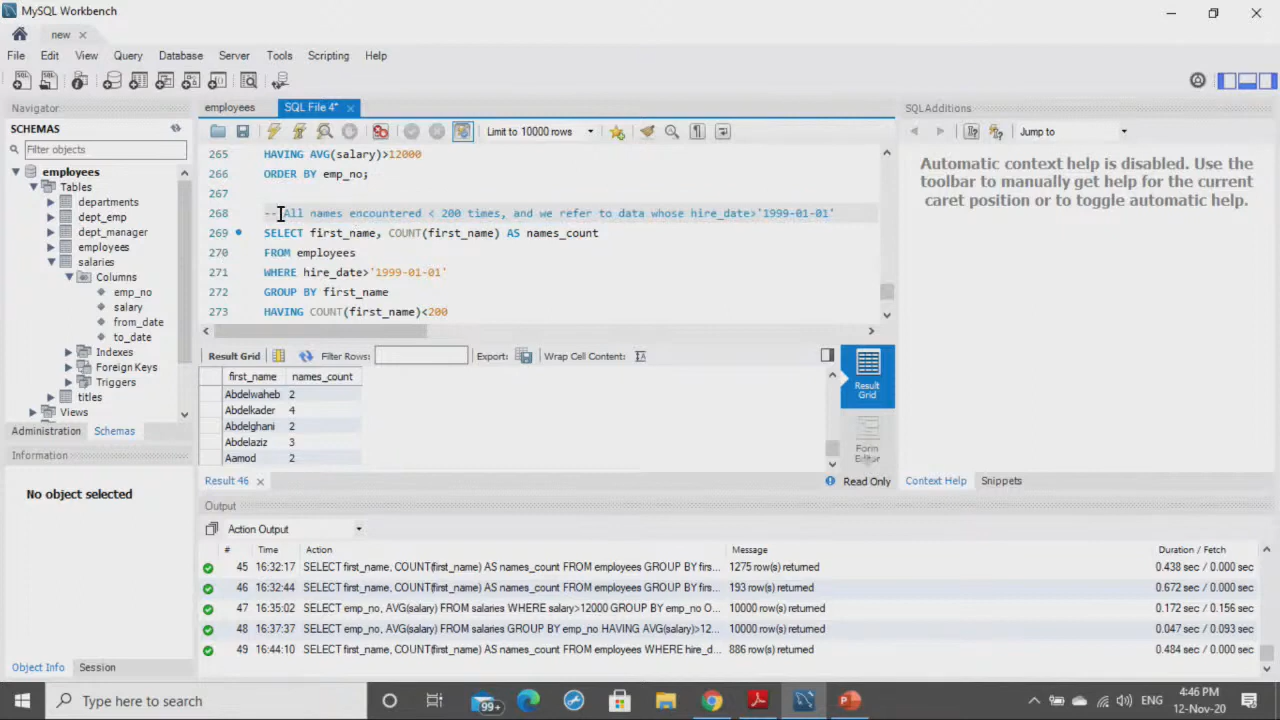 MySQL Workbench
new
File Edit View Query Database Server Tools Scripting Help
Navigator
SCHEMAS
Filter objects
employees
Tables
departments
dept_emp
dept_manager
employees
salaries
Columns
emp_no
salary
from_date
to_date
Indexes
Foreign Keys
Triggers
titles
Views
Administration Schemas
Information
No object selected
Object Info Session
employees SQL File 4*
Limit to 10000 rows
265 HAVING AVG(salary)>12000
266 ORDER BY emp_no;
267
268 -- All names encountered < 200 times, and we refer to data whose hire_date>'1999-01-01'
269 SELECT first_name, COUNT(first_name) AS names_count
270 FROM employees
271 WHERE hire_date>'1999-01-01'
272 GROUP BY first_name
273 HAVING COUNT(first_name)<200
Result Grid Filter Rows: Export: Wrap Cell Content:
first_name names_count
Abdelwaheb 2
Abdelkader 4
Abdelghani 2
Abdelaziz 3
Aamod 2
Result Grid
Form Editor
Result 46
Read Only
SQLAdditions
Jump to
Automatic context help is disabled. Use the
toolbar to manually get help for the current
caret position or to toggle automatic help.
Context Help Snippets
Output
Action Output
# Time Action Message Duration / Fetch
45 16:32:17 SELECT first_name, COUNT(first_name) AS names_count FROM employees GROUP BY firs... 1275 row(s) returned 0.438 sec / 0.000 sec
46 16:32:44 SELECT first_name, COUNT(first_name) AS names_count FROM employees GROUP BY firs... 193 row(s) returned 0.672 sec / 0.000 sec
47 16:35:02 SELECT emp_no, AVG(salary) FROM salaries WHERE salary>12000 GROUP BY emp_no O... 10000 row(s) returned 0.172 sec / 0.156 sec
48 16:37:37 SELECT emp_no, AVG(salary) FROM salaries GROUP BY emp_no HAVING AVG(salary)>12... 10000 row(s) returned 0.047 sec / 0.093 sec
49 16:44:10 SELECT first_name, COUNT(first_name) AS names_count FROM employees WHERE hire_d... 886 row(s) returned 0.484 sec / 0.000 sec
Type here to search
99+
ENG
4:46 PM
12-Nov-20